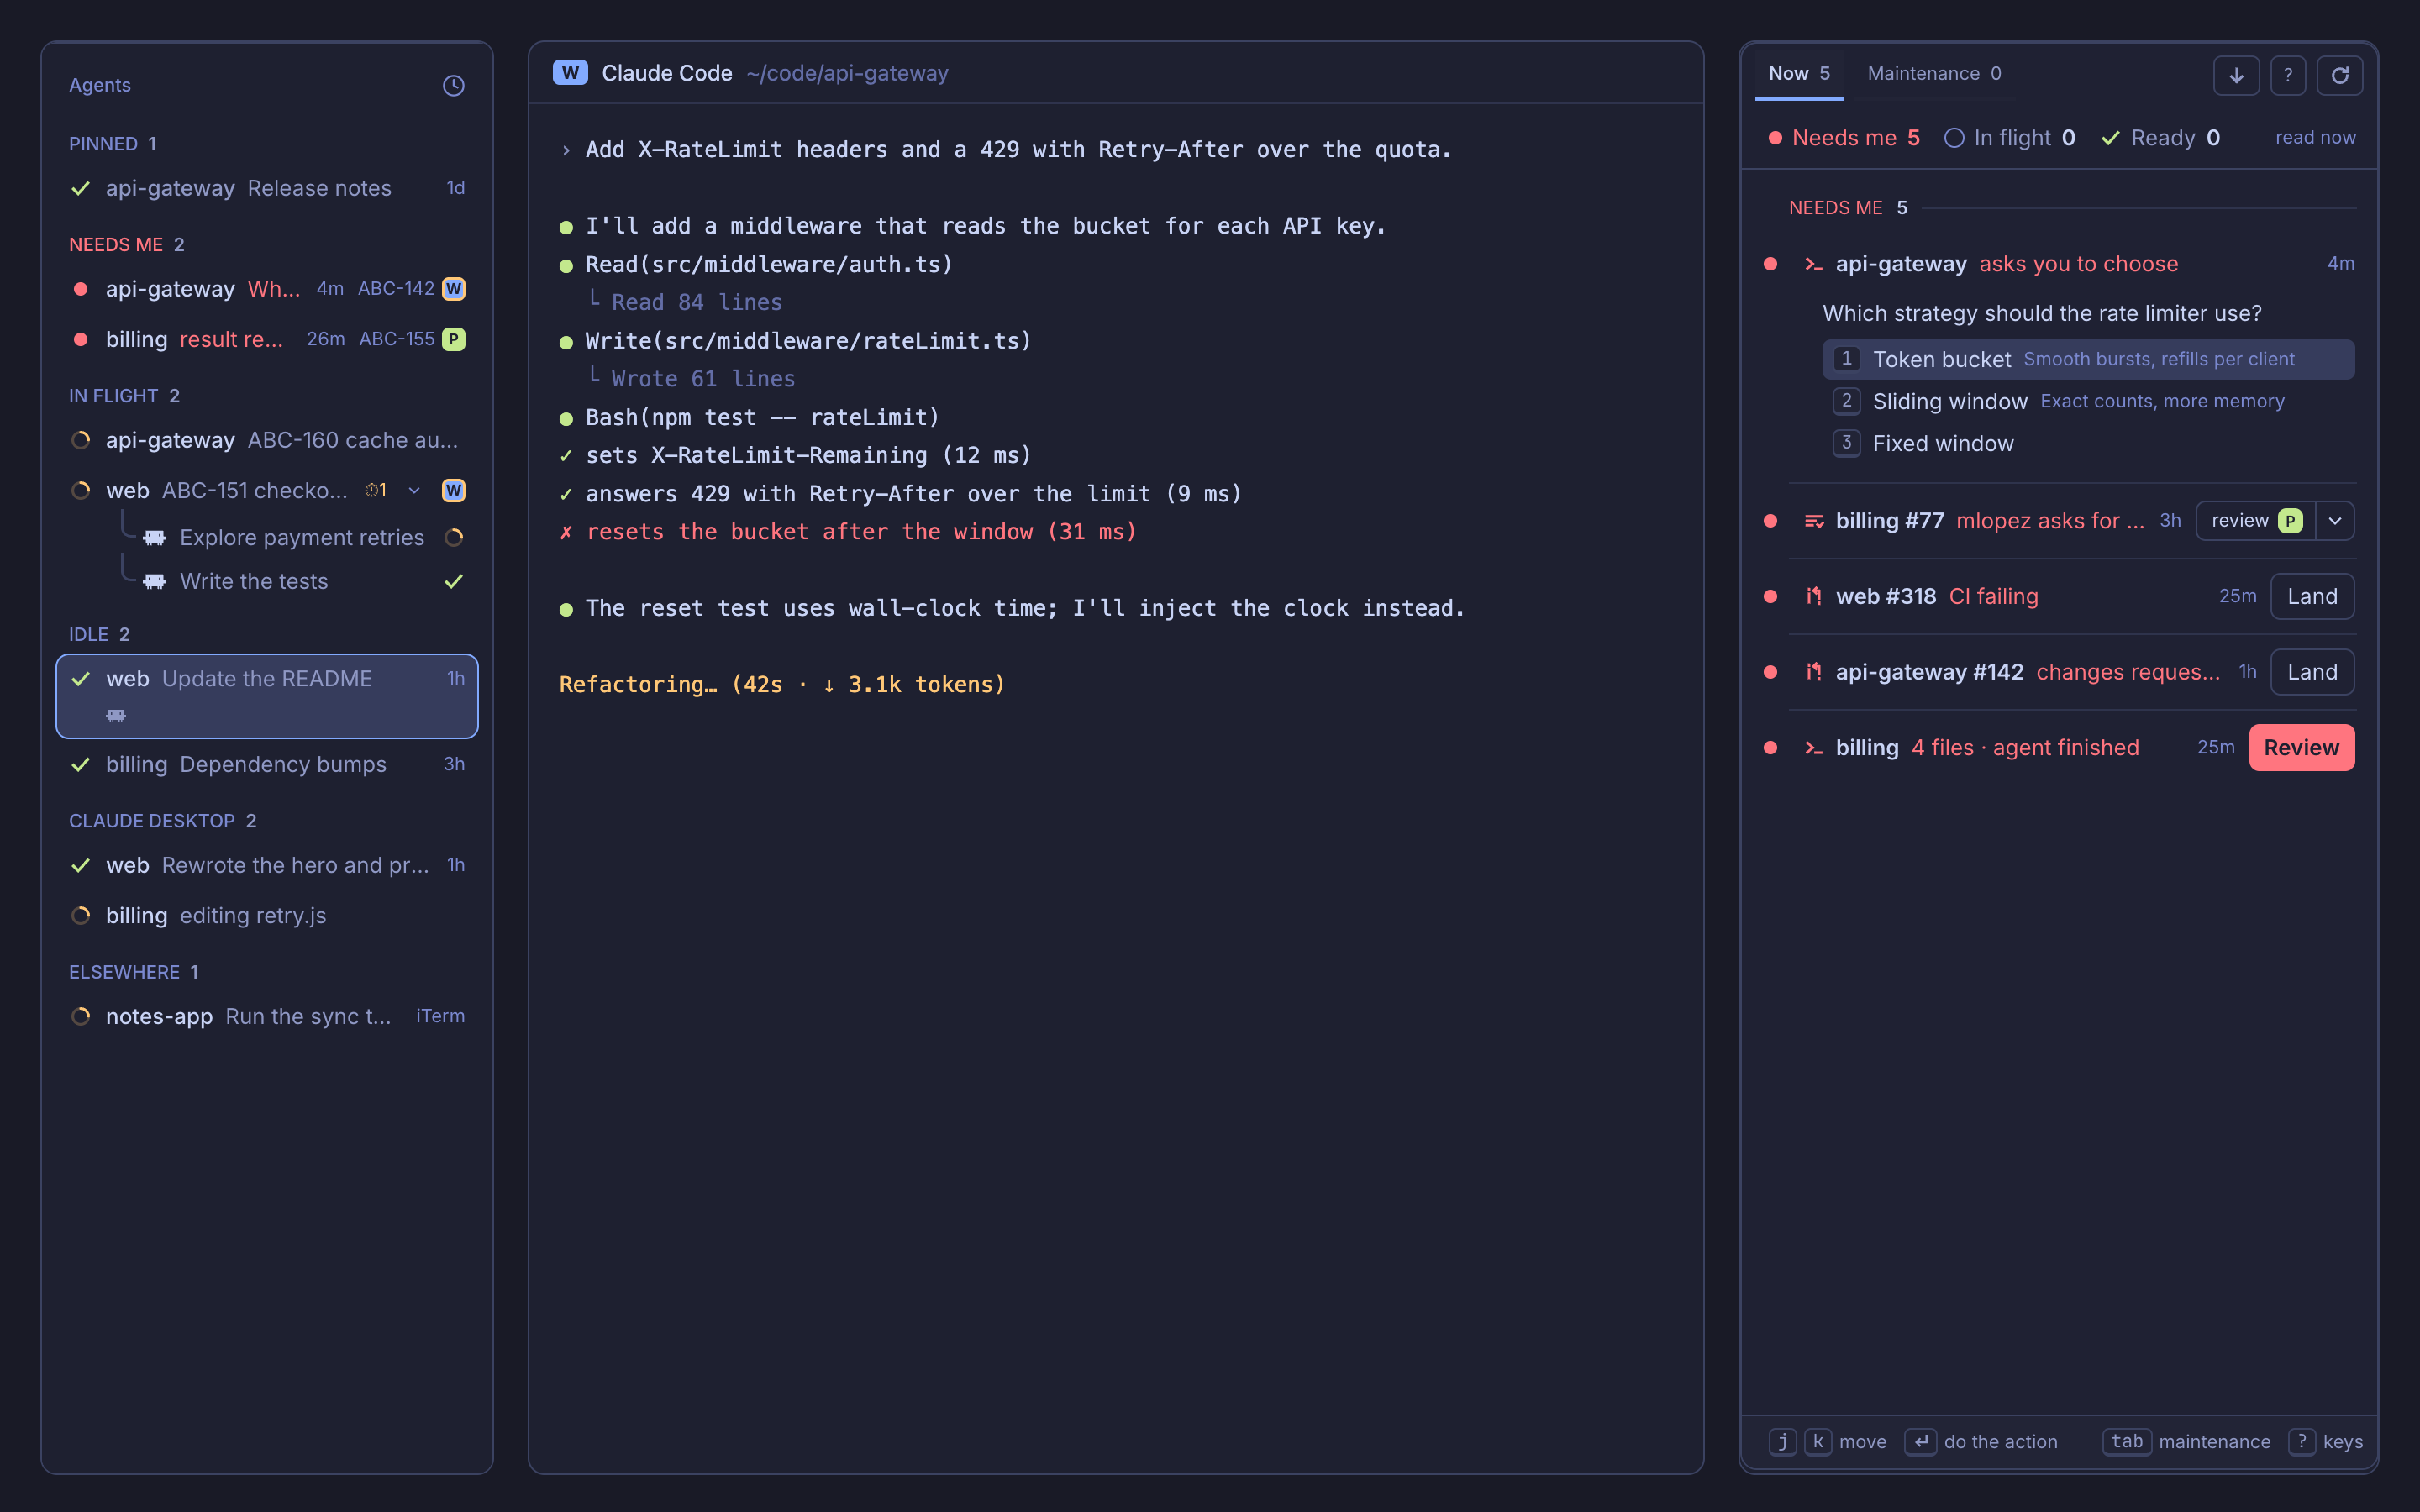 Agents
PINNED 1
api-gateway Release notes 1d
NEEDS ME 2
api-gateway Wh... 4m ABC-142 W
billing result re... 26m ABC-155 P
IN FLIGHT 2
api-gateway ABC-160 cache au...
web ABC-151 checko... 1 W
Explore payment retries
Write the tests
IDLE 2
web Update the README 1h
billing Dependency bumps 3h
CLAUDE DESKTOP 2
web Rewrote the hero and pr... 1h
billing editing retry.js
ELSEWHERE 1
notes-app Run the sync t... iTerm
W Claude Code ~/code/api-gateway
› Add X-RateLimit headers and a 429 with Retry-After over the quota.
● I'll add a middleware that reads the bucket for each API key.
● Read(src/middleware/auth.ts)
└ Read 84 lines
● Write(src/middleware/rateLimit.ts)
└ Wrote 61 lines
● Bash(npm test -- rateLimit)
✓ sets X-RateLimit-Remaining (12 ms)
✓ answers 429 with Retry-After over the limit (9 ms)
✗ resets the bucket after the window (31 ms)
● The reset test uses wall-clock time; I'll inject the clock instead.
Refactoring… (42s · ↓ 3.1k tokens)
Now 5 Maintenance 0 ?
Needs me 5 In flight 0 Ready 0 read now
NEEDS ME 5
api-gateway asks you to choose 4m
Which strategy should the rate limiter use?
1 Token bucket Smooth bursts, refills per client
2 Sliding window Exact counts, more memory
3 Fixed window
billing #77 mlopez asks for ... 3h review P
web #318 CI failing 25m Land
api-gateway #142 changes reques... 1h Land
billing 4 files · agent finished 25m Review
j k move ↵ do the action tab maintenance ? keys